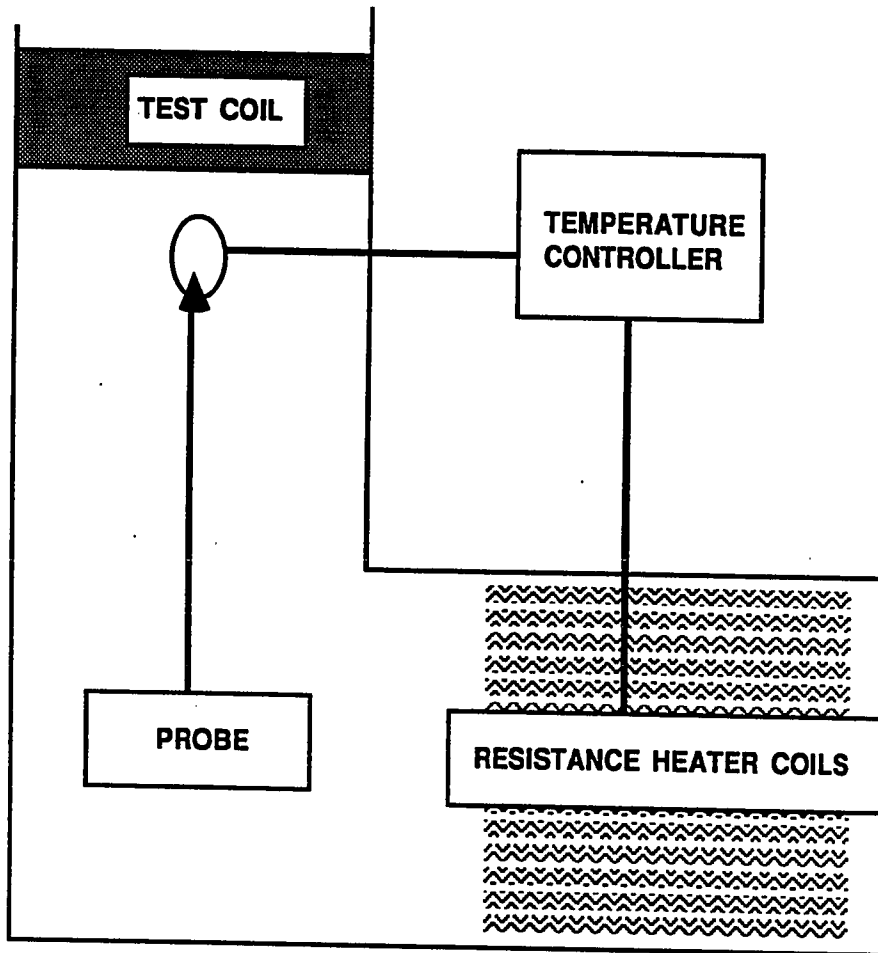 TEST COIL
TEMPERATURE
CONTROLLER
PROBE
RESISTANCE HEATER COILS